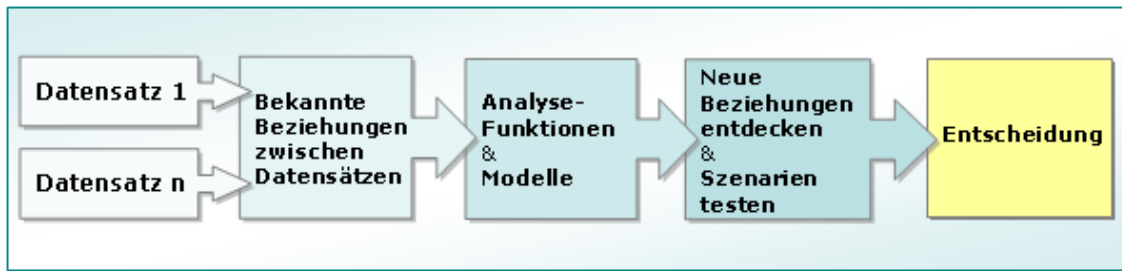 Datensatz 1
Datensatz n
Bekannte
Beziehungen
zwischen
Datensätzen
Analyse-
Funktionen
&
Modelle
Neue
Beziehungen
entdecken
&
Szenarien
testen
Entscheidung